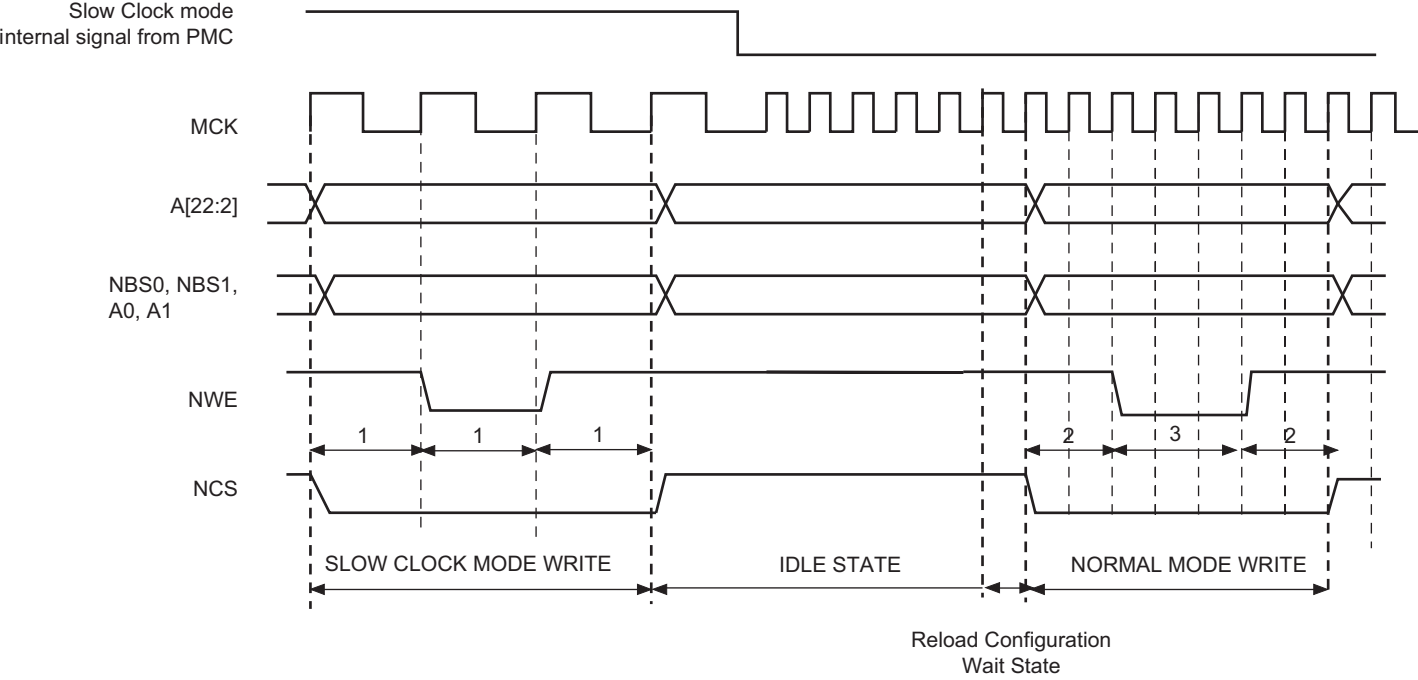 Slow Clock mode
internal signal from PMC
MCK
A[22:2]
NBS0, NBS1,
A0, A1
NWE
1 1 1 2 3 2
NCS
SLOW CLOCK MODE WRITE IDLE STATE NORMAL MODE WRITE
Reload Configuration
Wait State